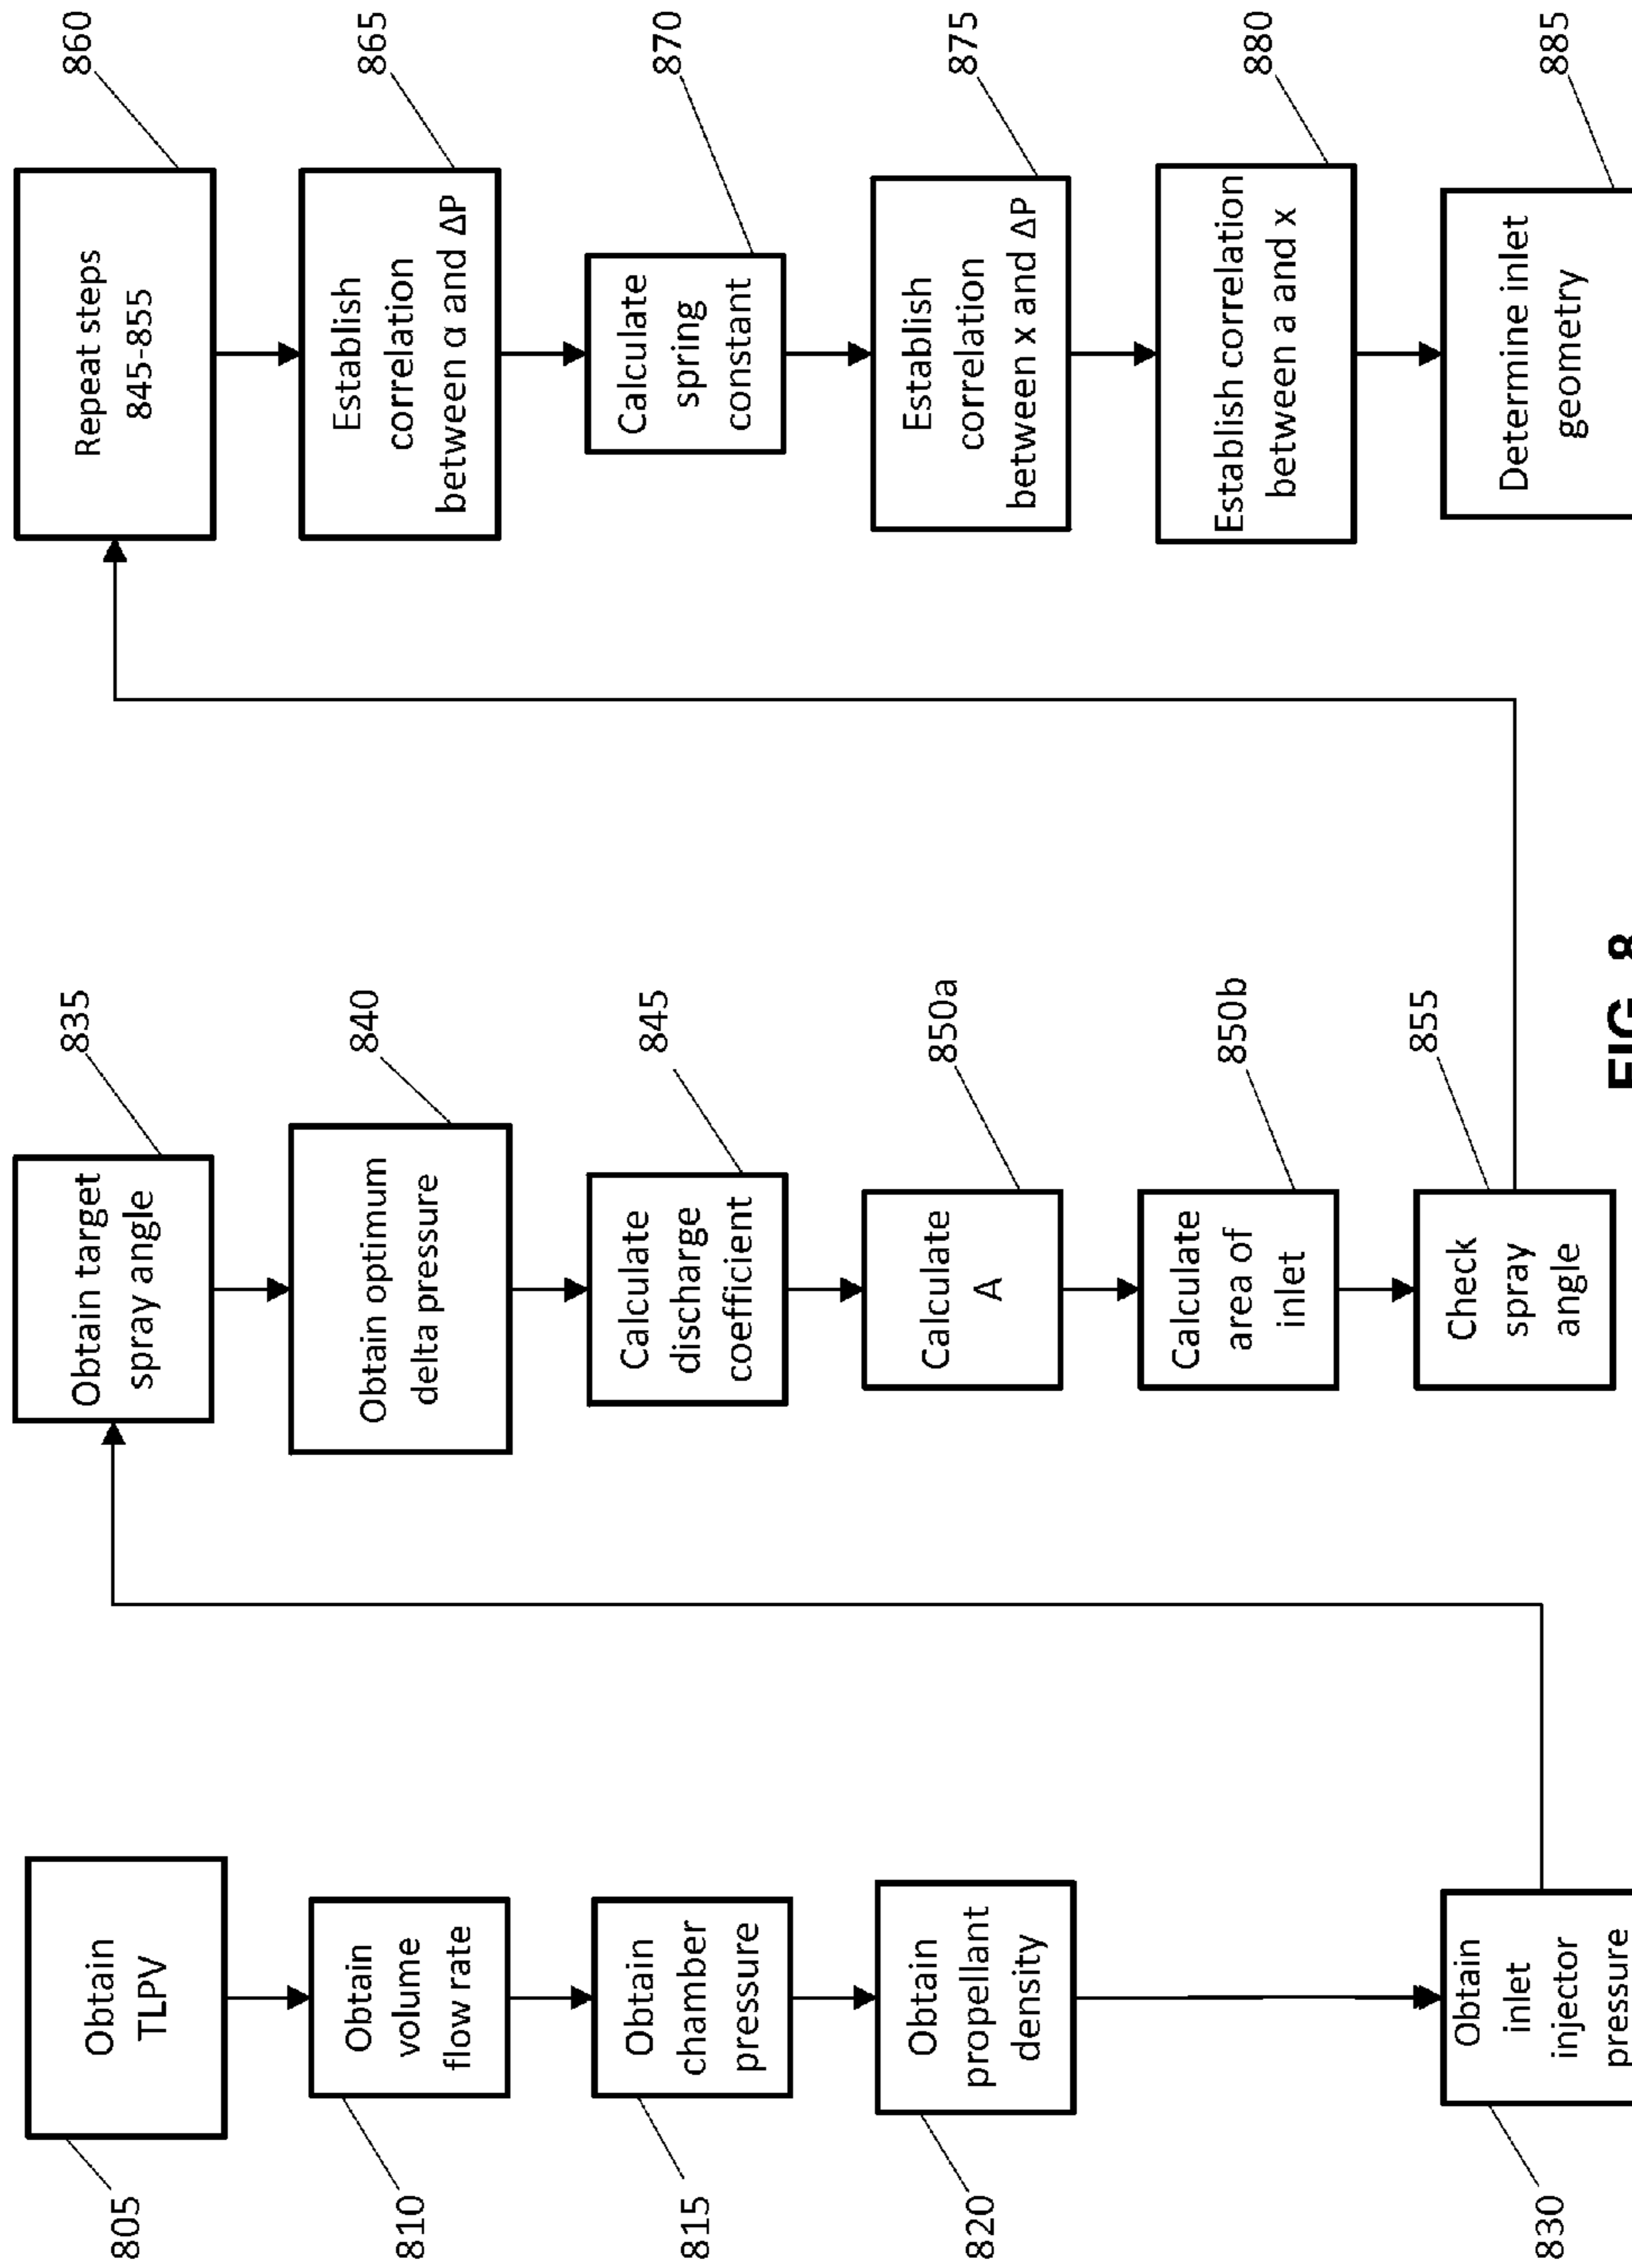 805
Obtain
TLPV
810
Obtain
volume
flow rate
815
Obtain
chamber
pressure
820
Obtain
propellant
density
830
Obtain
inlet
injector
pressure
835
Obtain target
spray angle
840
Obtain optimum
delta pressure
845
Calculate
discharge
coefficient
850a
Calculate
A
850b
Calculate
area of
inlet
855
Check
spray
angle
860
Repeat steps
845-855
865
Establish
correlation
between α and ΔP
870
Calculate
spring
constant
875
Establish
correlation
between x and ΔP
880
Establish correlation
between a and x
885
Determine inlet
geometry
FIG. 8